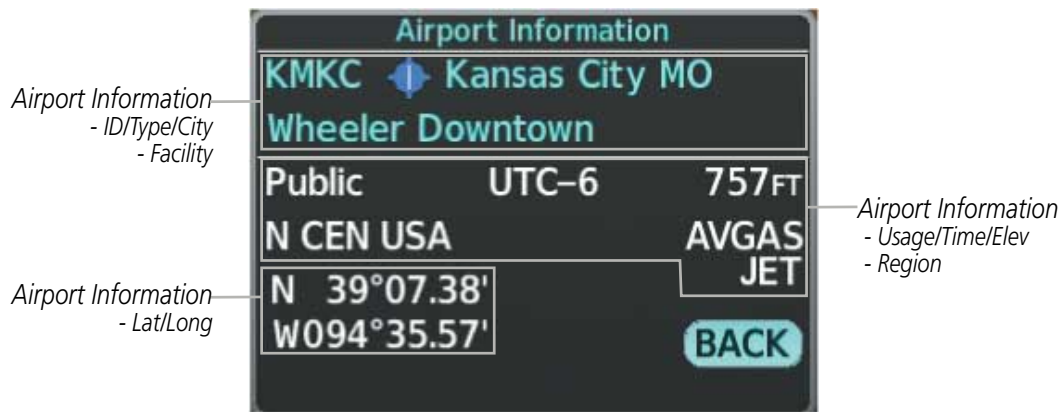 Airport Information
KMKC Kansas City MO
Wheeler Downtown
Public UTC–6 757FT
N CEN USA AVGAS
JET
N 39°07.38'
W094°35.57'
BACK
Airport Information
- ID/Type/City
- Facility
Airport Information
- Usage/Time/Elev
- Region
Airport Information
- Lat/Long